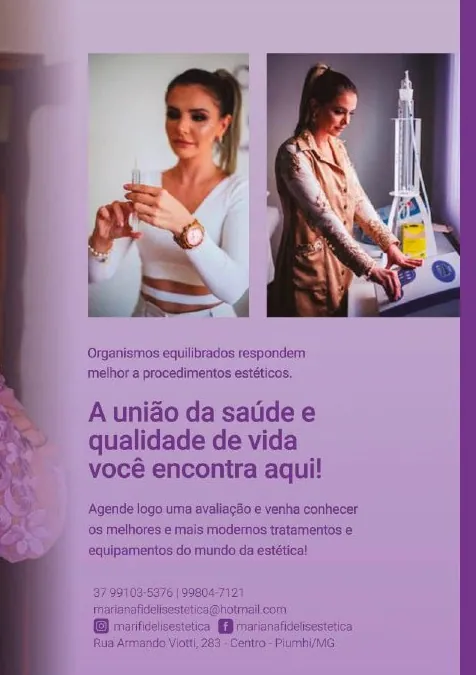 Organismos equilibrados respondem
melhor a procedimentos estéticos.
A união da saúde e
qualidade de vida
você encontra aqui!
Agende logo uma avaliação e venha conhecer
os melhores e mais modernos tratamentos e
equipamentos do mundo da estética!
37 99103-5376 | 99804-7121
marianafidelisestetica@hotmail.com
marifidelisestetica marianafidelisestetica
Rua Armando Viotti, 283 - Centro - Piumhi/MG